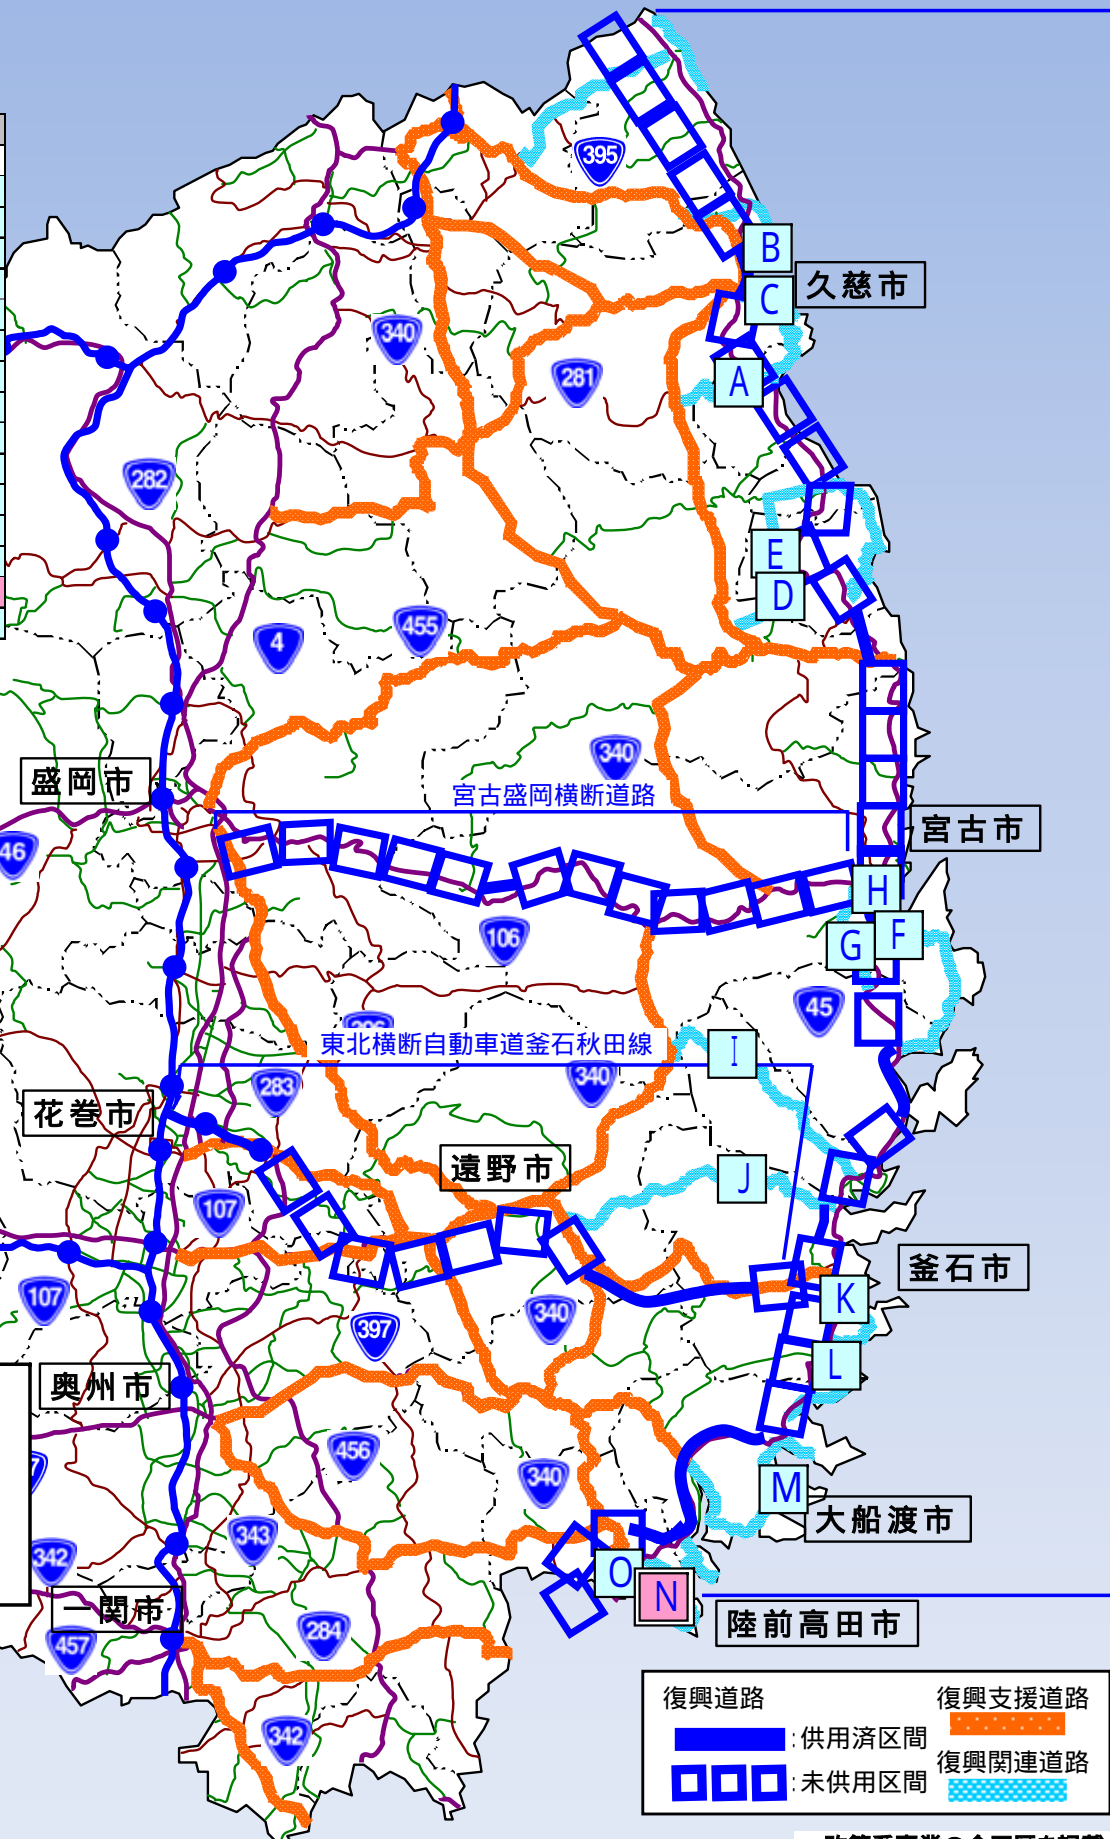 395
B
久慈市
C
340
281
A
282
E
D
455
4
340
盛岡市
宮古盛岡横断道路
宮古市
46
H
106
G
F
45
東北横断自動車道釜石秋田線
I
340
283
花巻市
遠野市
J
107
釜石市
107
K
340
397
L
奥州市
456
340
M
大船渡市
343
342
O
N
一関市
陸前高田市
284
457
342
復興道路
復興支援道路
:供用済区間
復興関連道路
:未供用区間